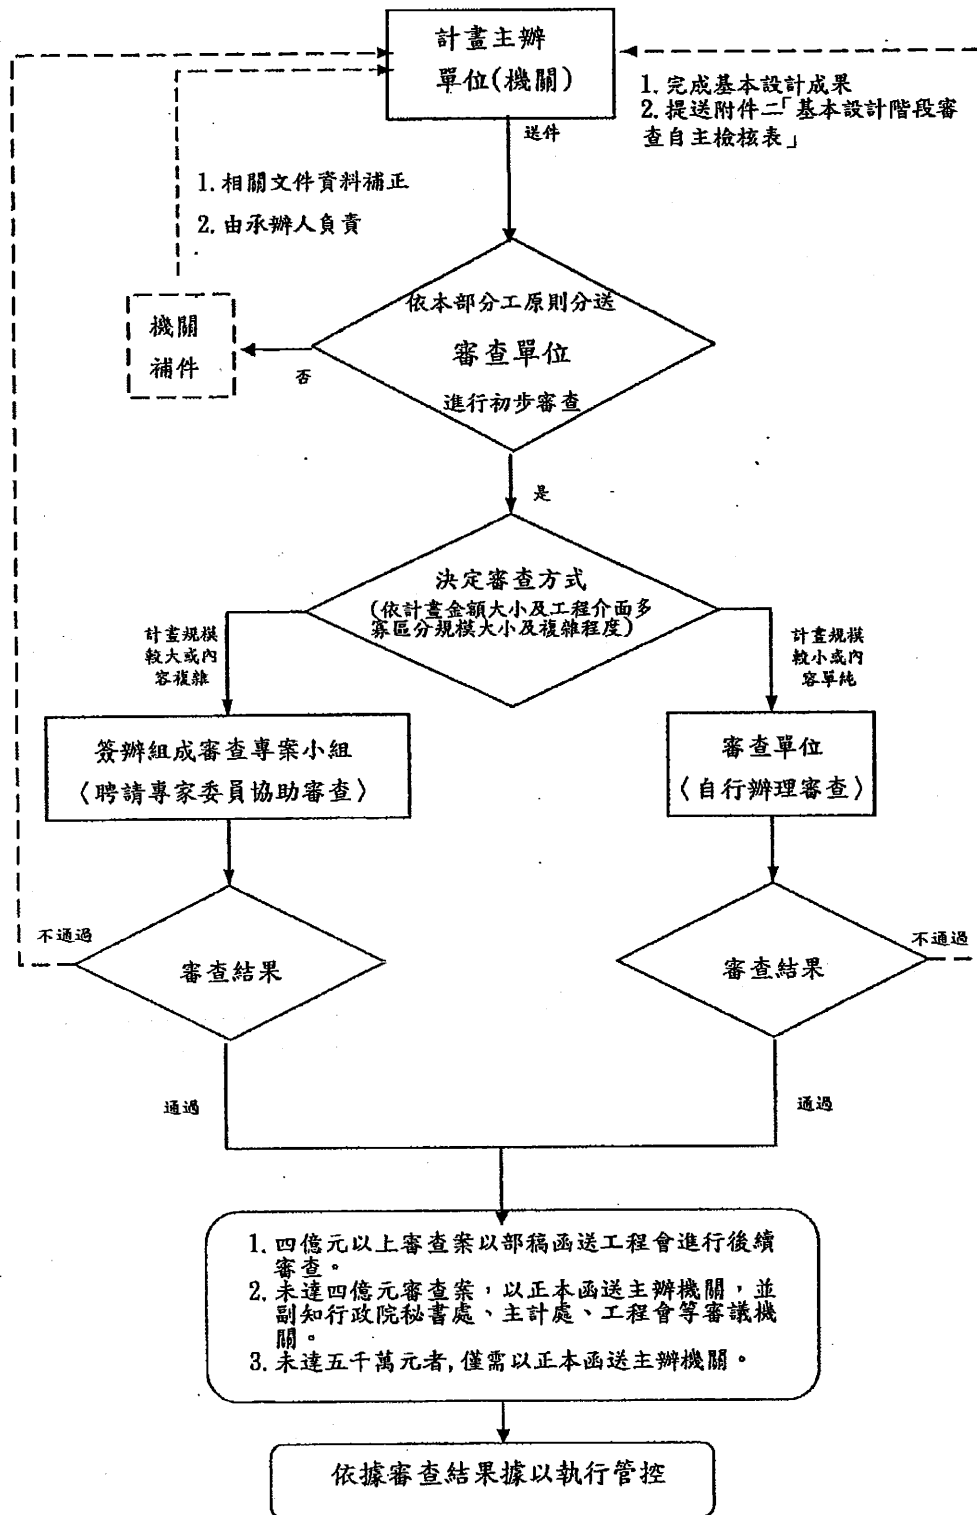 計畫主辦
單位(機關)
送件
1. 完成基本設計成果
2. 提送附件二「基本設計階段審
查自主檢核表」
1. 相關文件資料補正
2. 由承辦人負責
機關
補件
否
依本部分工原則分送
審查單位
進行初步審查
是
決定審查方式
(依計畫金額大小及工程介面多
寡區分規模大小及複雜程度)
計畫規模
較大或內
容複雜
計畫規模
較小或內
容單純
簽辦組成審查專案小組
〈聘請專家委員協助審查〉
審查單位
〈自行辦理審查〉
不通過
審查結果
審查結果
不通過
通過
通過
1. 四億元以上審查案以部稿函送工程會進行後續
審查。
2. 未達四億元審查案,以正本函送主辦機關,並
副知行政院秘書處、主計處、工程會等審議機
關。
3. 未達五千萬元者,僅需以正本函送主辦機關。
依據審查結果據以執行管控